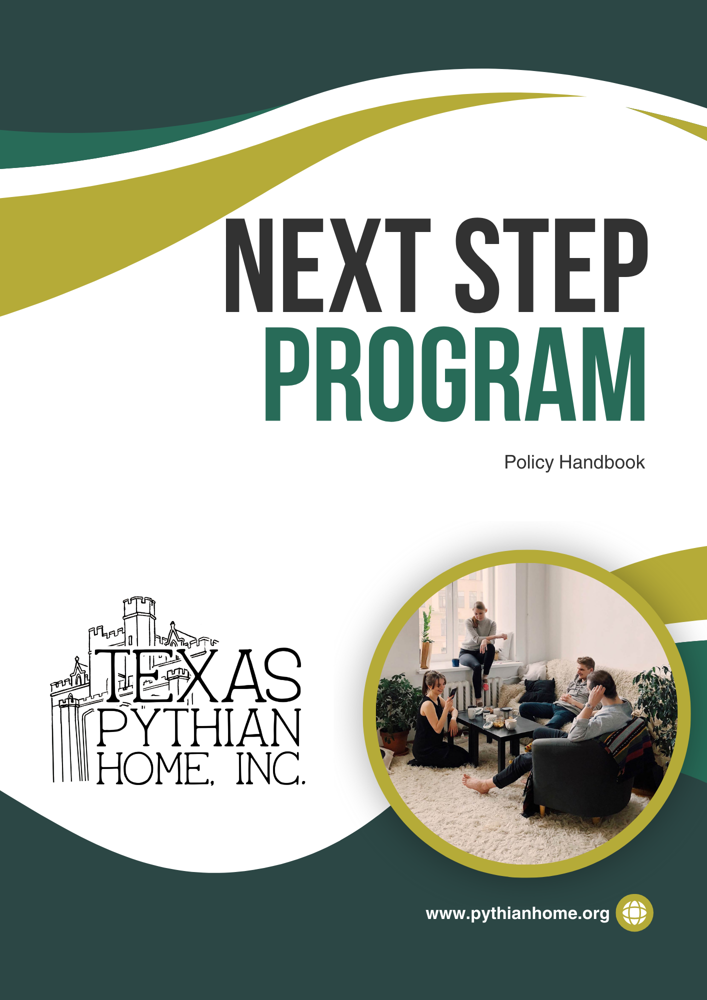 NEXT STEP
PROGRAM
Policy Handbook
TEXAS
PYTHIAN
HOME, INC.
www.pythianhome.org